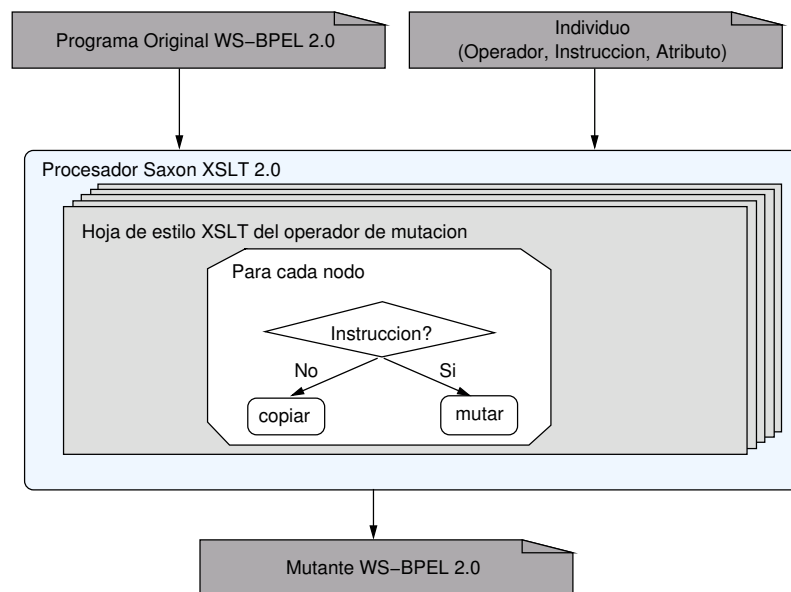 Programa Original WS−BPEL 2.0
Individuo
(Operador, Instruccion, Atributo)
Procesador Saxon XSLT 2.0
Hoja de estilo XSLT del operador de mutacion
Para cada nodo
Instruccion?
No
Si
copiar
mutar
Mutante WS−BPEL 2.0